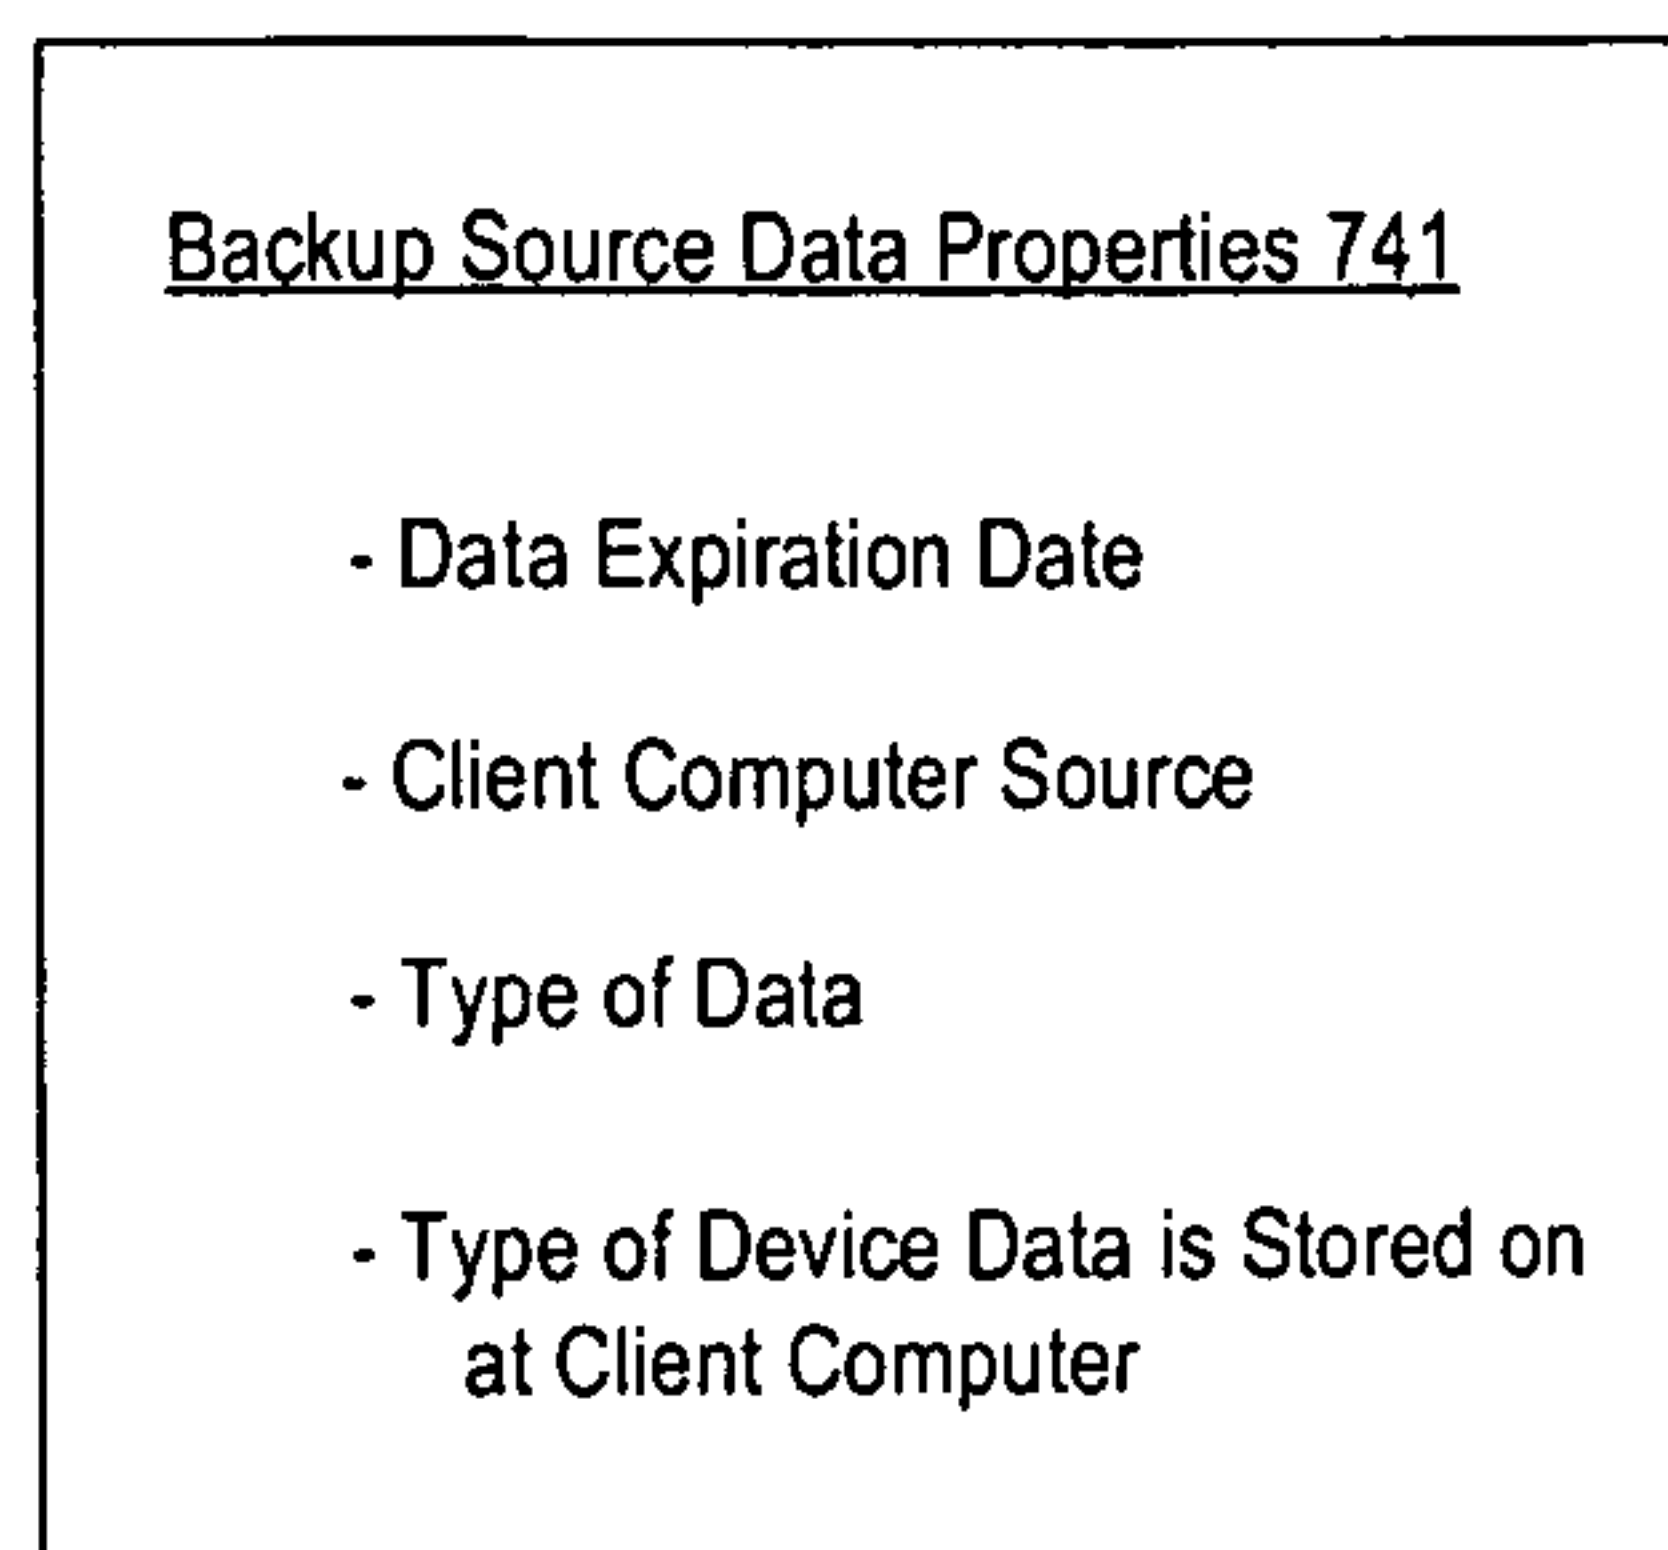 Backup Source Data Properties 741
- Data Expiration Date
- Client Computer Source
- Type of Data
- Type of Device Data is Stored on
at Client Computer